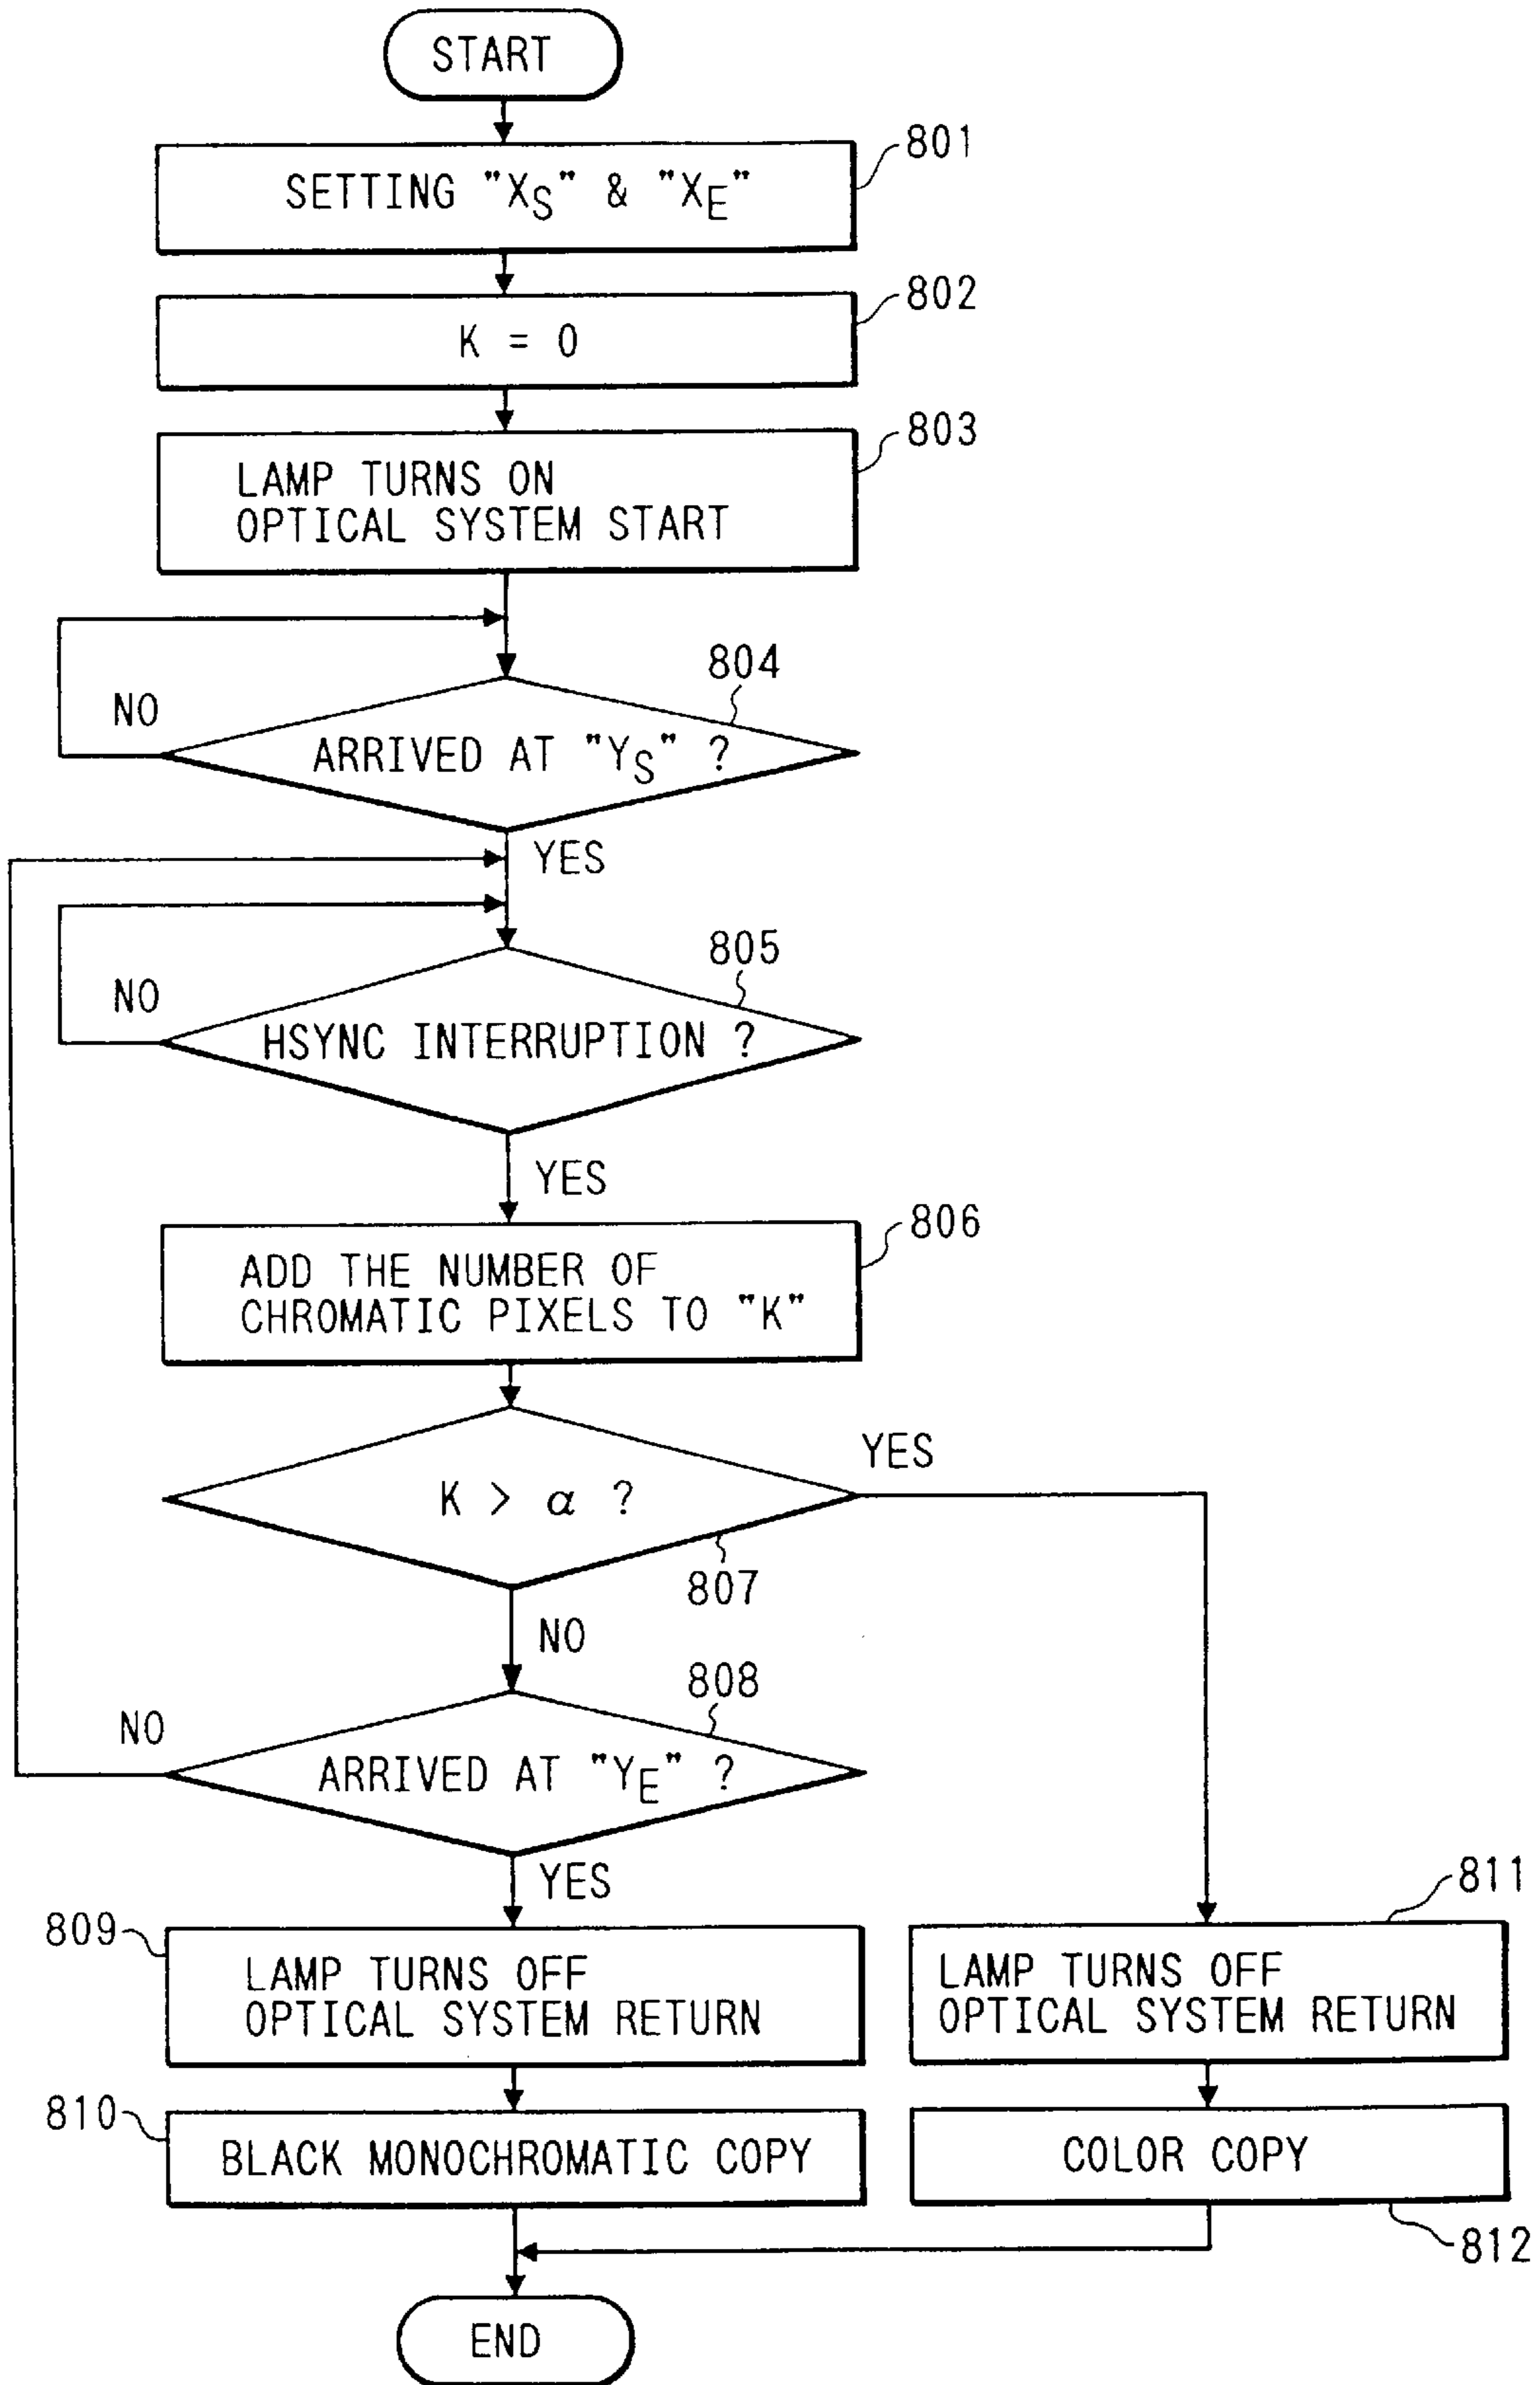 START
801
SETTING "XS" & "XE"
802
K = 0
803
LAMP TURNS ON
OPTICAL SYSTEM START
804
NO
ARRIVED AT "YS" ?
YES
805
NO
HSYNC INTERRUPTION ?
YES
806
ADD THE NUMBER OF
CHROMATIC PIXELS TO "K"
YES
K > α ?
807
NO
808
NO
ARRIVED AT "YE" ?
YES
811
809
LAMP TURNS OFF
OPTICAL SYSTEM RETURN
LAMP TURNS OFF
OPTICAL SYSTEM RETURN
810
BLACK MONOCHROMATIC COPY
COLOR COPY
812
END